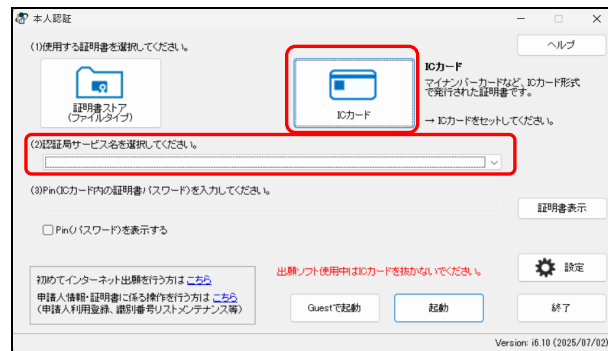 本人認証
(1)使用する証明書を選択してください。
ヘルプ
証明書ストア
(ファイルタイプ)
ICカード
ICカード
マイナンバーカードなど、ICカード形式
で発行された証明書です。
→ ICカードをセットしてください。
(2)認証局サービス名を選択してください。
(3)Pin(ICカード内の証明書パスワード)を入力してください。
証明書表示
Pin(パスワード)を表示する
設定
初めてインターネット出願を行う方は こちら
申請人情報・証明書に係る操作を行う方は こちら
(申請人利用登録、識別番号リストメンテナンス等)
出願ソフト使用中はICカードを抜かないでください。
Guestで起動
起動
終了
Version: i6.10 (2025/07/02)